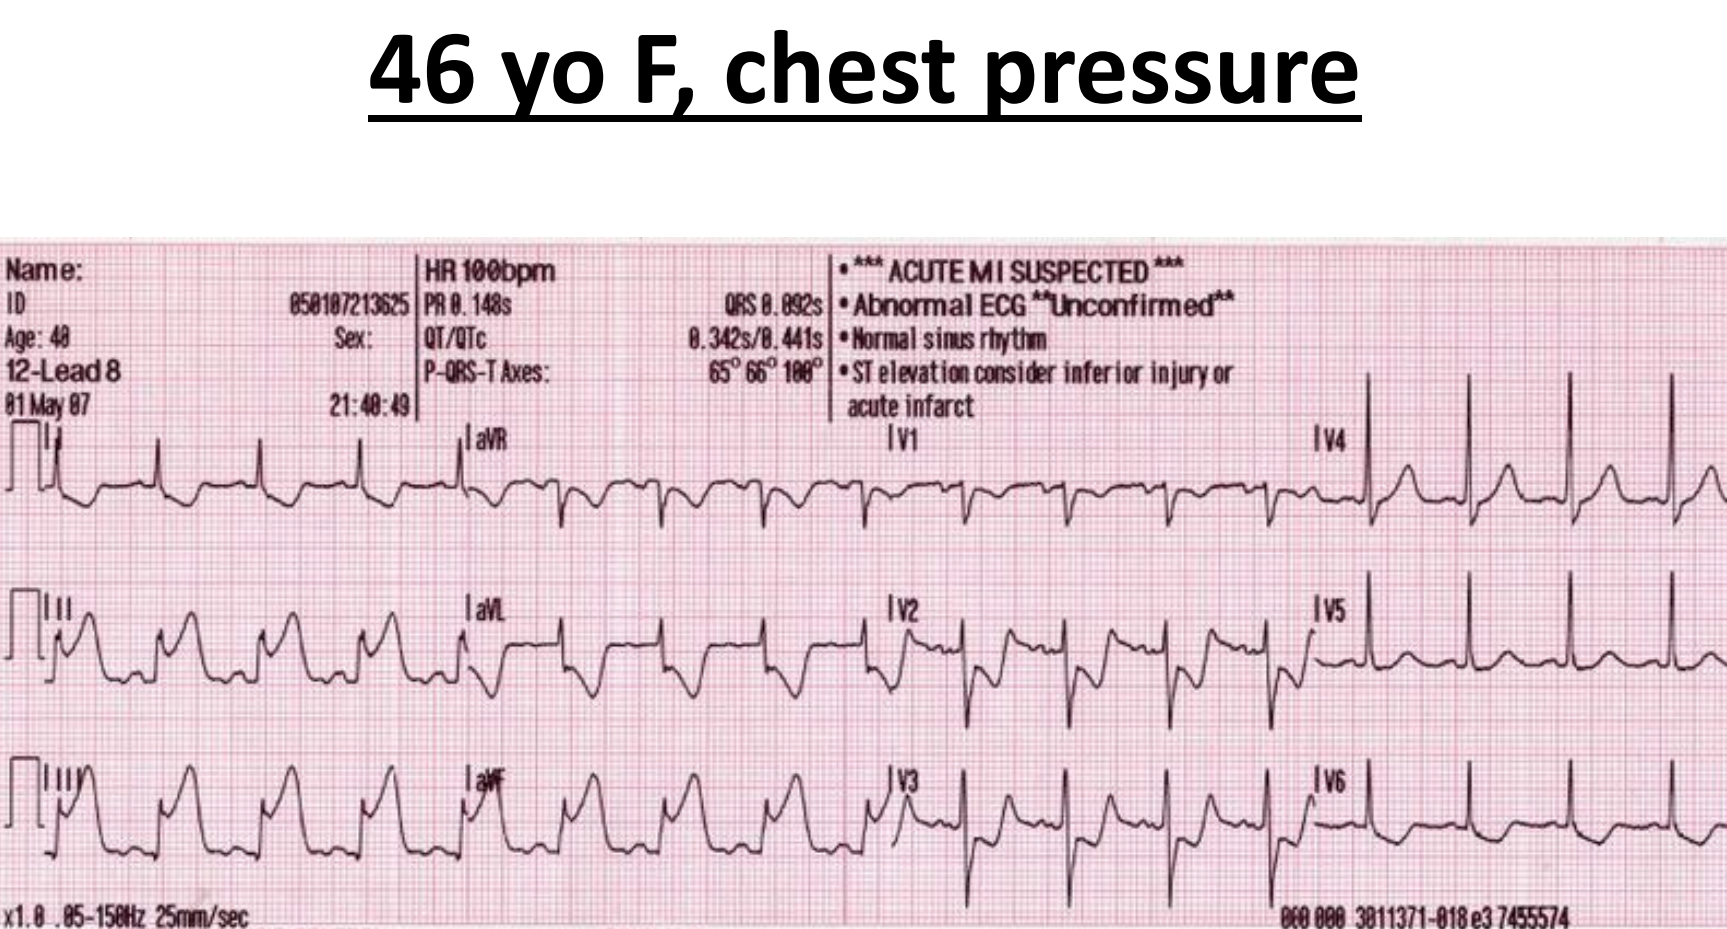 46 yo F, chest pressure
Name:
ID 050107213625
Age: 48 Sex:
12-Lead 8
01 May 07 21:40:49
HR 100bpm
PR 0.148s QRS 0.092s
QT/QTc 0.342s/0.441s
P-QRS-T Axes: 65° 66° 100°
• *** ACUTE MI SUSPECTED ***
• Abnormal ECG **Unconfirmed**
• Normal sinus rhythm
• ST elevation consider inferior injury or
acute infarct
I aVR V1 V4
II aVL V2 V5
III aVF V3 V6
x1.0 .05-150Hz 25mm/sec
000 000 3011371-018 e3 7455574